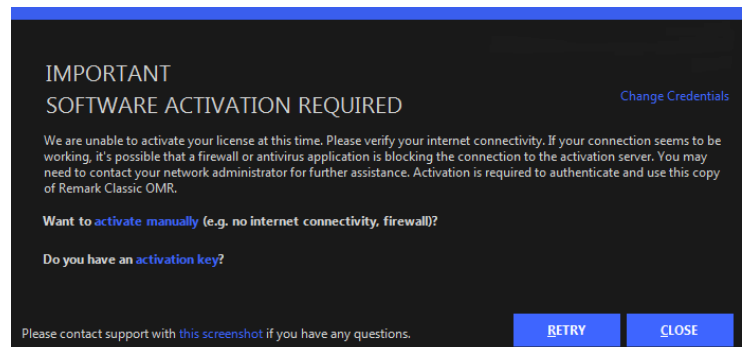 IMPORTANT
SOFTWARE ACTIVATION REQUIRED
Change Credentials
We are unable to activate your license at this time. Please verify your internet connectivity. If your connection seems to be
working, it's possible that a firewall or antivirus application is blocking the connection to the activation server. You may
need to contact your network administrator for further assistance. Activation is required to authenticate and use this copy
of Remark Classic OMR.
Want to activate manually (e.g. no internet connectivity, firewall)?
Do you have an activation key?
Please contact support with this screenshot if you have any questions.
RETRY
CLOSE